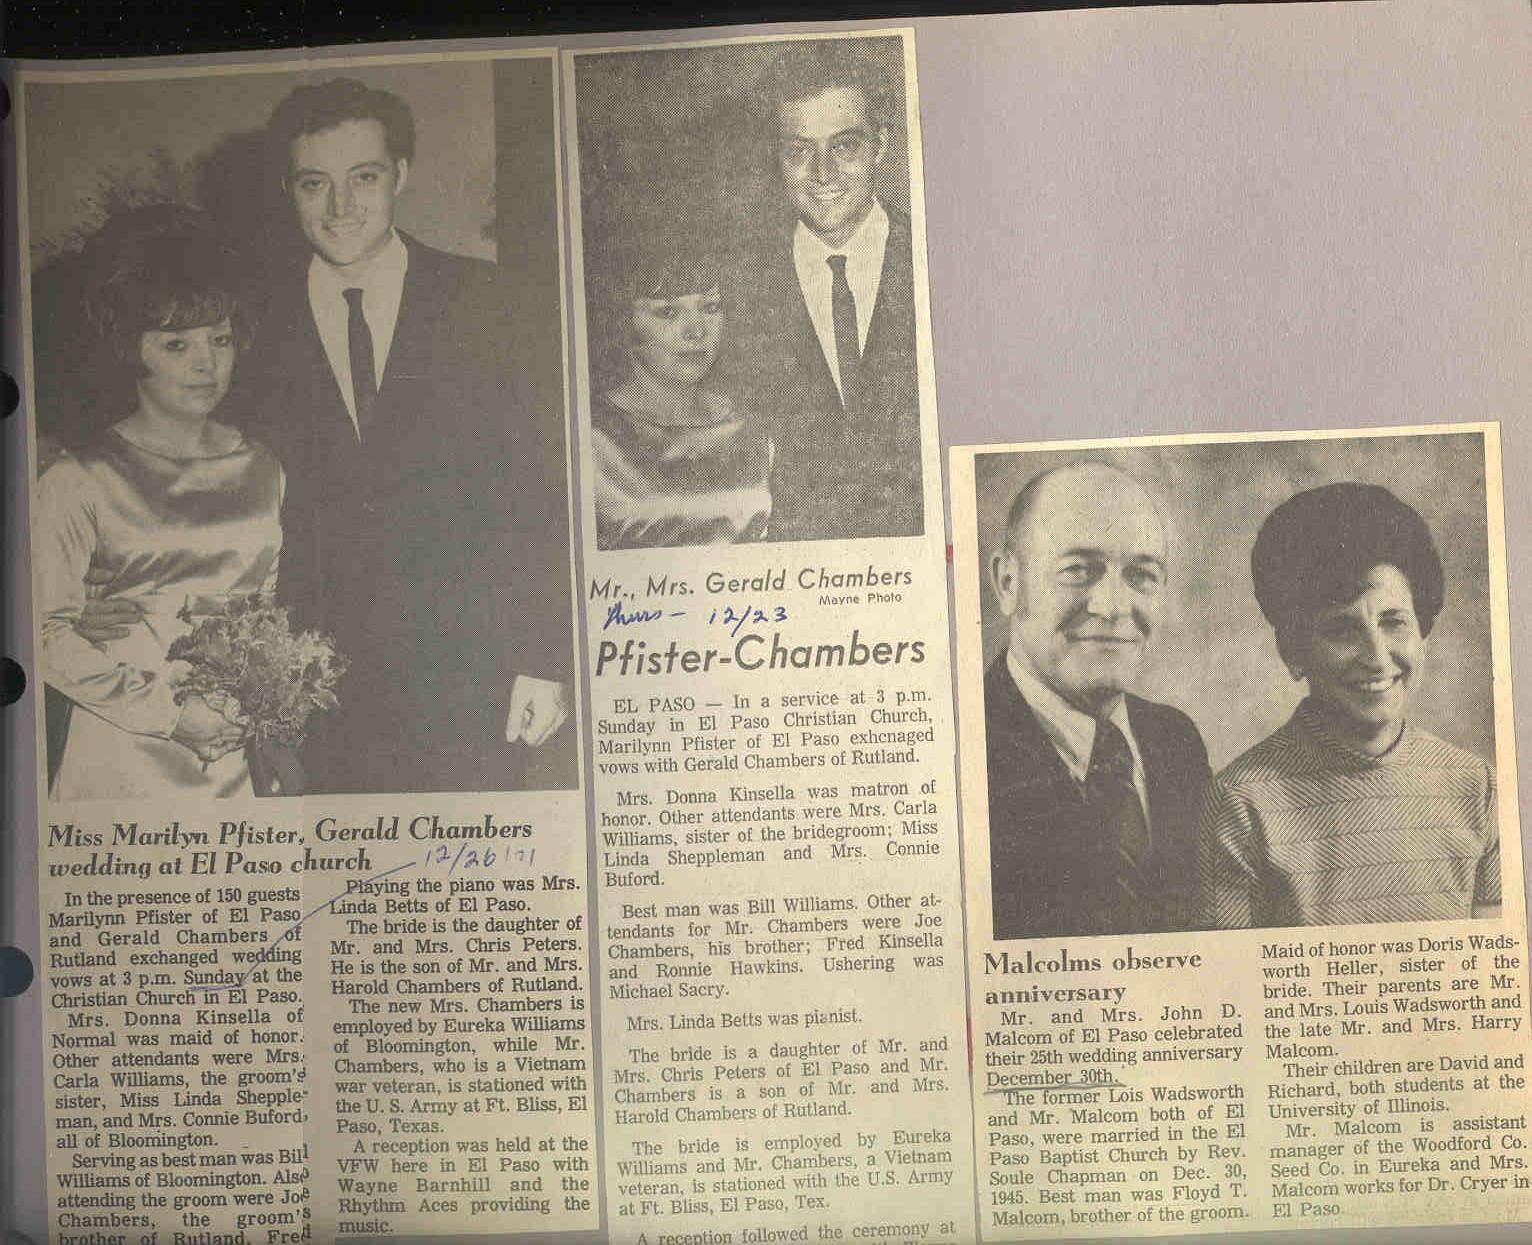 Miss Marilyn Pfister, Gerald Chambers
wedding at El Paso church
12/26 '71
In the presence of 150 guests
Marilynn Pfister of El Paso
and Gerald Chambers of
Rutland exchanged wedding
vows at 3 p.m. Sunday at the
Christian Church in El Paso.
Mrs. Donna Kinsella of
Normal was maid of honor.
Other attendants were Mrs.
Carla Williams, the groom's
sister, Miss Linda Shepple-
man, and Mrs. Connie Buford,
all of Bloomington.
Serving as best man was Bill
Williams of Bloomington. Also
attending the groom were Joe
Chambers, the groom's
brother of Rutland, Fred
Playing the piano was Mrs.
Linda Betts of El Paso.
The bride is the daughter of
Mr. and Mrs. Chris Peters.
He is the son of Mr. and Mrs.
Harold Chambers of Rutland.
The new Mrs. Chambers is
employed by Eureka Williams
of Bloomington, while Mr.
Chambers, who is a Vietnam
war veteran, is stationed with
the U. S. Army at Ft. Bliss, El
Paso, Texas.
A reception was held at the
VFW here in El Paso with
Wayne Barnhill and the
Rhythm Aces providing the
music.
Mr., Mrs. Gerald Chambers
Mayne Photo
Thurs - 12/23
Pfister-Chambers
EL PASO — In a service at 3 p.m.
Sunday in El Paso Christian Church,
Marilynn Pfister of El Paso exhcnaged
vows with Gerald Chambers of Rutland.
Mrs. Donna Kinsella was matron of
honor. Other attendants were Mrs. Carla
Williams, sister of the bridegroom; Miss
Linda Sheppleman and Mrs. Connie
Buford.
Best man was Bill Williams. Other at-
tendants for Mr. Chambers were Joe
Chambers, his brother; Fred Kinsella
and Ronnie Hawkins. Ushering was
Michael Sacry.
Mrs. Linda Betts was pianist.
The bride is a daughter of Mr. and
Mrs. Chris Peters of El Paso and Mr.
Chambers is a son of Mr. and Mrs.
Harold Chambers of Rutland.
The bride is employed by Eureka
Williams and Mr. Chambers, a Vietnam
veteran, is stationed with the U.S. Army
at Ft. Bliss, El Paso, Tex.
A reception followed the ceremony at
Malcolms observe
anniversary
Mr. and Mrs. John D.
Malcom of El Paso celebrated
their 25th wedding anniversary
December 30th.
The former Lois Wadsworth
and Mr. Malcom both of El
Paso, were married in the El
Paso Baptist Church by Rev.
Soule Chapman on Dec. 30,
1945. Best man was Floyd T.
Malcom, brother of the groom.
Maid of honor was Doris Wads-
worth Heller, sister of the
bride. Their parents are Mr.
and Mrs. Louis Wadsworth and
the late Mr. and Mrs. Harry
Malcom.
Their children are David and
Richard, both students at the
University of Illinois.
Mr. Malcom is assistant
manager of the Woodford Co.
Seed Co. in Eureka and Mrs.
Malcom works for Dr. Cryer in
El Paso.